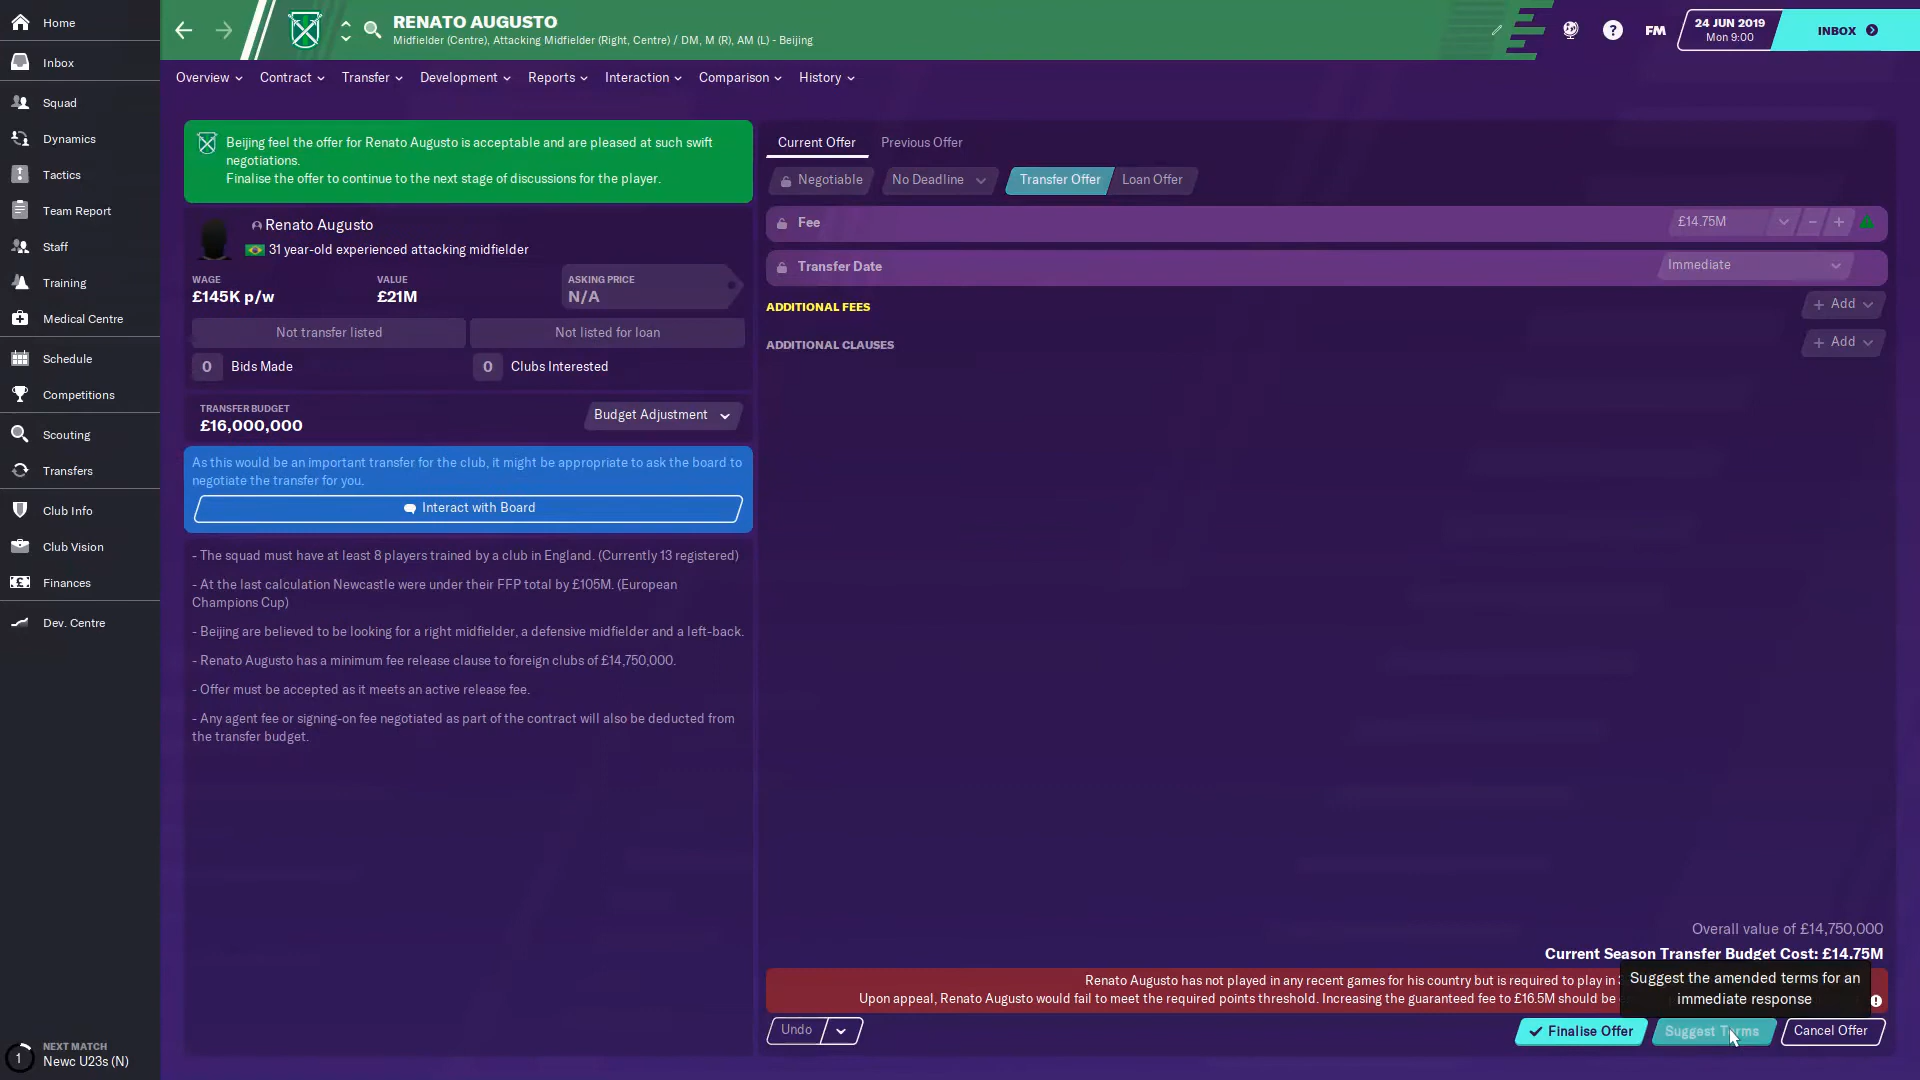 Home
Inbox
Squad
Dynamics
Tactics
Team Report
Staff
Training
Medical Centre
Schedule
Competitions
Scouting
Transfers
Club Info
Club Vision
Finances
Dev. Centre
1
NEXT MATCH
Newc U23s (N)
RENATO AUGUSTO
Midfielder (Centre), Attacking Midfielder (Right, Centre) / DM, M (R), AM (L) - Beijing
?
FM
24 JUN 2019
Mon 9:00
INBOX
Overview
Contract
Transfer
Development
Reports
Interaction
Comparison
History
Beijing feel the offer for Renato Augusto is acceptable and are pleased at such swift
negotiations.
Finalise the offer to continue to the next stage of discussions for the player.
Renato Augusto
31 year-old experienced attacking midfielder
WAGE
£145K p/w
VALUE
£21M
ASKING PRICE
N/A
Not transfer listed
Not listed for loan
0 Bids Made
0 Clubs Interested
TRANSFER BUDGET
£16,000,000
Budget Adjustment
As this would be an important transfer for the club, it might be appropriate to ask the board to
negotiate the transfer for you.
Interact with Board
- The squad must have at least 8 players trained by a club in England. (Currently 13 registered)
- At the last calculation Newcastle were under their FFP total by £105M. (European
Champions Cup)
- Beijing are believed to be looking for a right midfielder, a defensive midfielder and a left-back.
- Renato Augusto has a minimum fee release clause to foreign clubs of £14,750,000.
- Offer must be accepted as it meets an active release fee.
- Any agent fee or signing-on fee negotiated as part of the contract will also be deducted from
the transfer budget.
Current Offer
Previous Offer
Negotiable
No Deadline
Transfer Offer
Loan Offer
Fee
£14.75M
Transfer Date
Immediate
ADDITIONAL FEES
+ Add
ADDITIONAL CLAUSES
+ Add
Overall value of £14,750,000
Current Season Transfer Budget Cost: £14.75M
Renato Augusto has not played in any recent games for his country but is required to play in
Upon appeal, Renato Augusto would fail to meet the required points threshold. Increasing the guaranteed fee to £16.5M should be
Suggest the amended terms for an
immediate response
Undo
Finalise Offer
Suggest Terms
Cancel Offer